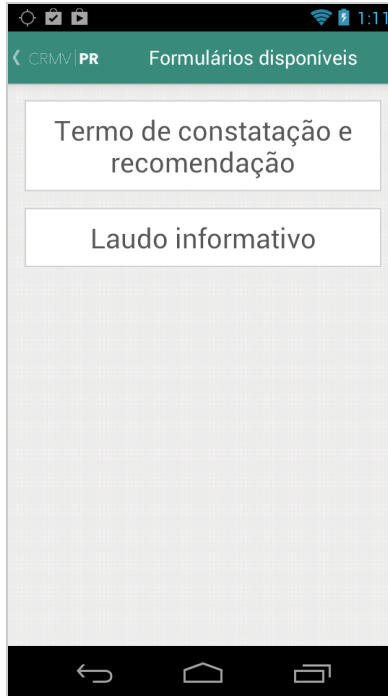 1:11
CRMV|PR Formulários disponíveis
Termo de constatação e
recomendação
Laudo informativo